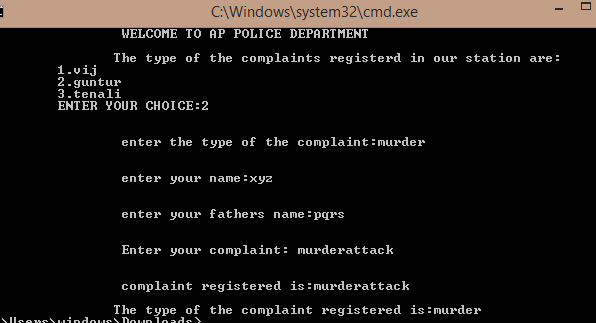 C:\Windows\system32\cmd.exe
WELCOME TO AP POLICE DEPARTMENT
The type of the complaints registerd in our station are:
1.vij
2.guntur
3.tenali
ENTER YOUR CHOICE:2
enter the type of the complaint:murder
enter your name:xyz
enter your fathers name:pqrs
Enter your complaint: murderattack
complaint registered is:murderattack
The type of the complaint registered is:murder
\Users\windows\Downloads>